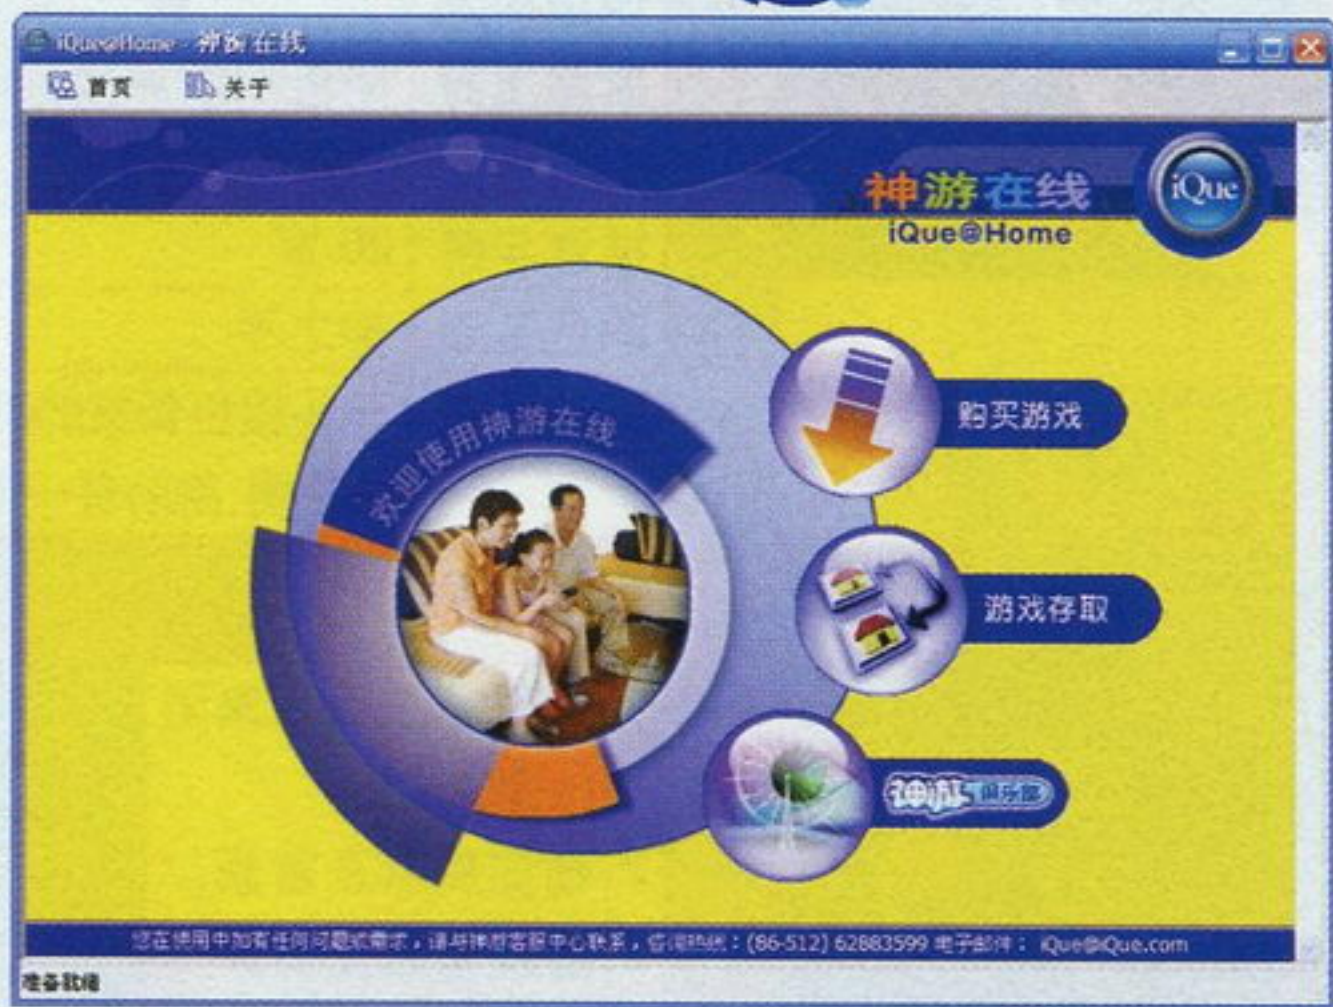 iQue@Home - 神游在线
首页 关于
神游在线
iQue@Home
iQue
欢迎使用神游在线
购买游戏
游戏存取
神游俱乐部
您在使用中如有任何问题或需求，请与神游客服中心联系，咨询热线：(86-512) 62883599 电子邮件： iQue@iQue.com
准备就绪